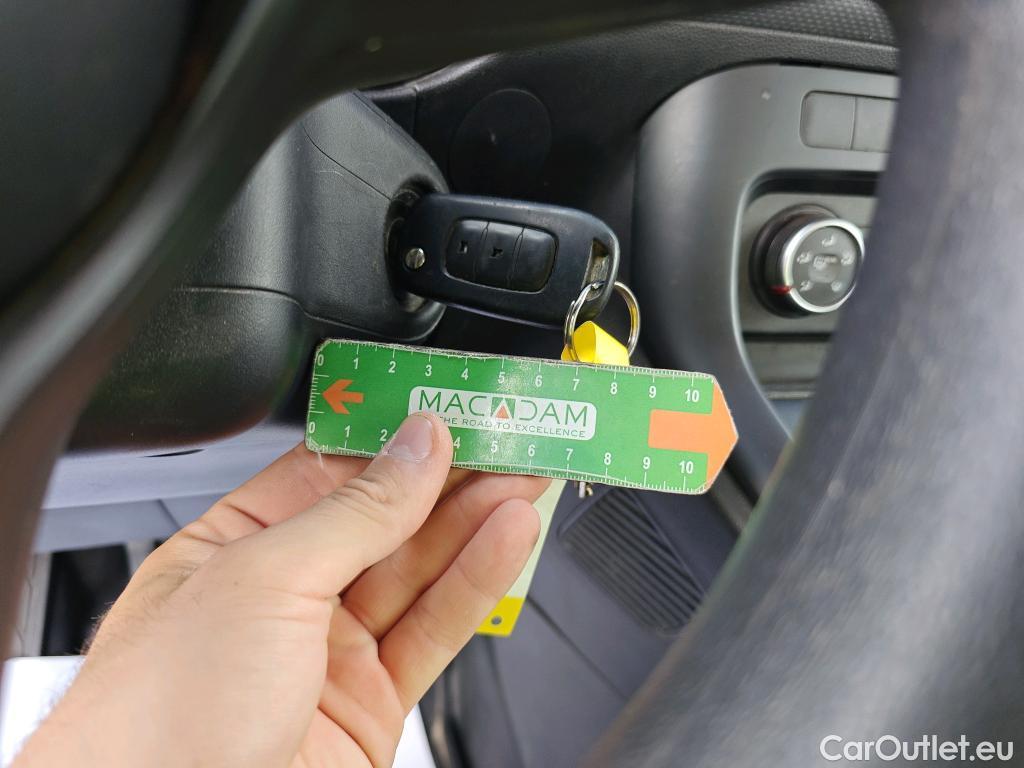 0 1 2 3 4 5 6 7 8 9 10
MACADAM
THE ROAD TO EXCELLENCE
0 1 2 4 5 6 7 8 9 10
CarOutlet.eu